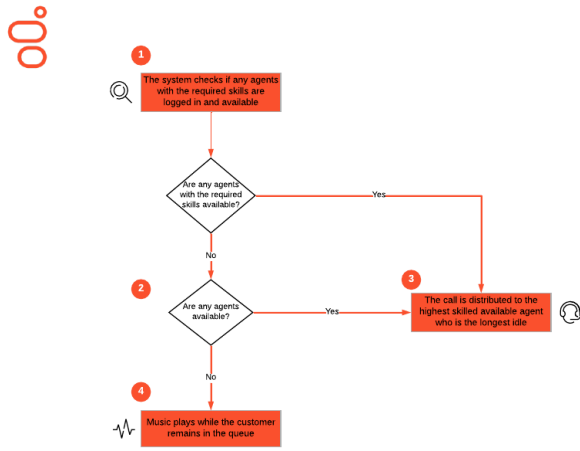 1
The system checks if any agents
with the required skills are
logged in and available
Are any agents
with the required
skills available?
Yes
No
2
Are any agents
available?
Yes
3
The call is distributed to the
highest skilled available agent
who is the longest idle
No
4
Music plays while the customer
remains in the queue